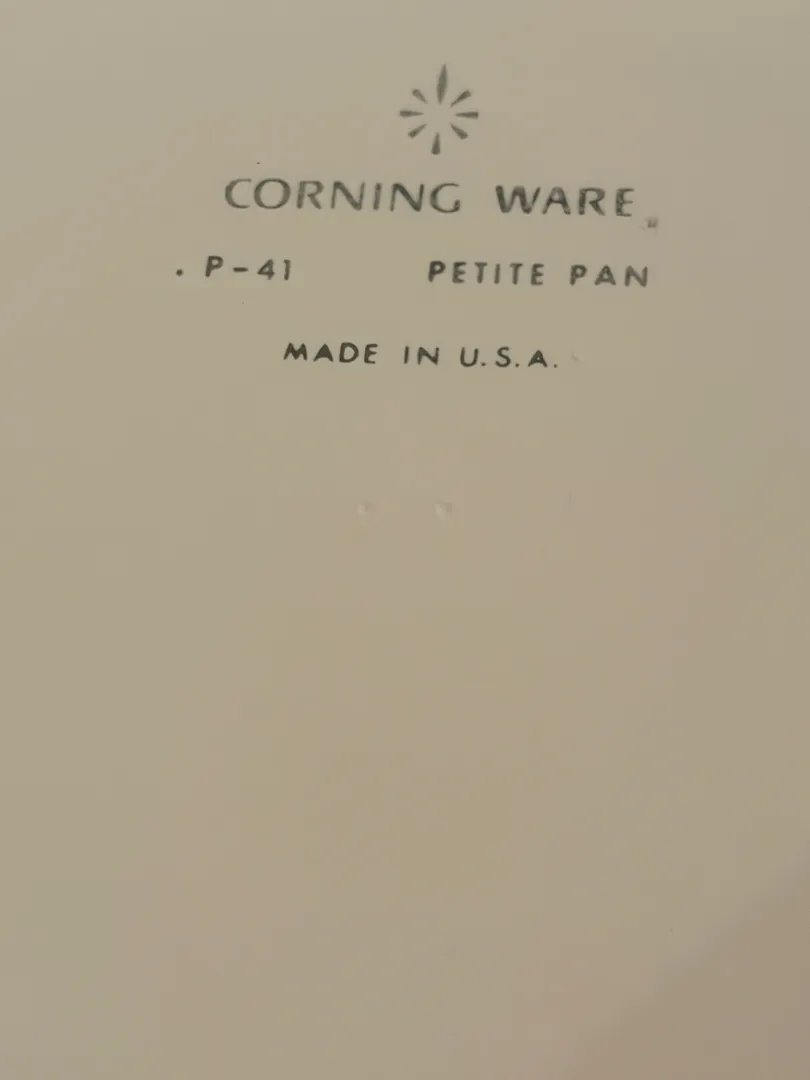 CORNING WARE
. P-41 PETITE PAN
MADE IN U.S.A.